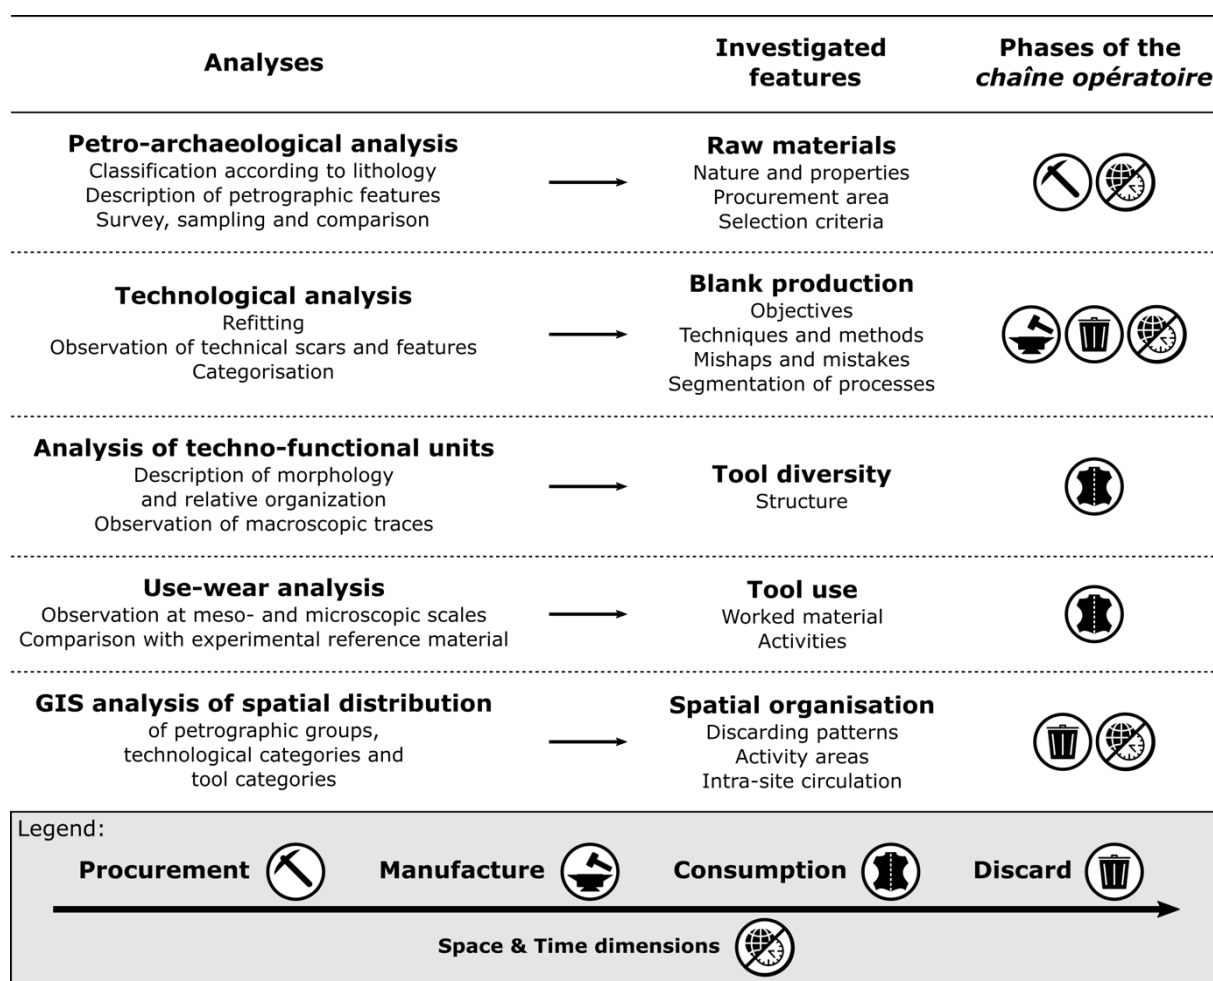 Analyses
Investigated
features
Phases of the
chaîne opératoire
Petro-archaeological analysis
Classification according to lithology
Description of petrographic features
Survey, sampling and comparison
Raw materials
Nature and properties
Procurement area
Selection criteria
Technological analysis
Refitting
Observation of technical scars and features
Categorisation
Blank production
Objectives
Techniques and methods
Mishaps and mistakes
Segmentation of processes
Analysis of techno-functional units
Description of morphology
and relative organization
Observation of macroscopic traces
Tool diversity
Structure
Use-wear analysis
Observation at meso- and microscopic scales
Comparison with experimental reference material
Tool use
Worked material
Activities
GIS analysis of spatial distribution
of petrographic groups,
technological categories and
tool categories
Spatial organisation
Discarding patterns
Activity areas
Intra-site circulation
Legend:
Procurement
Manufacture
Consumption
Discard
Space & Time dimensions